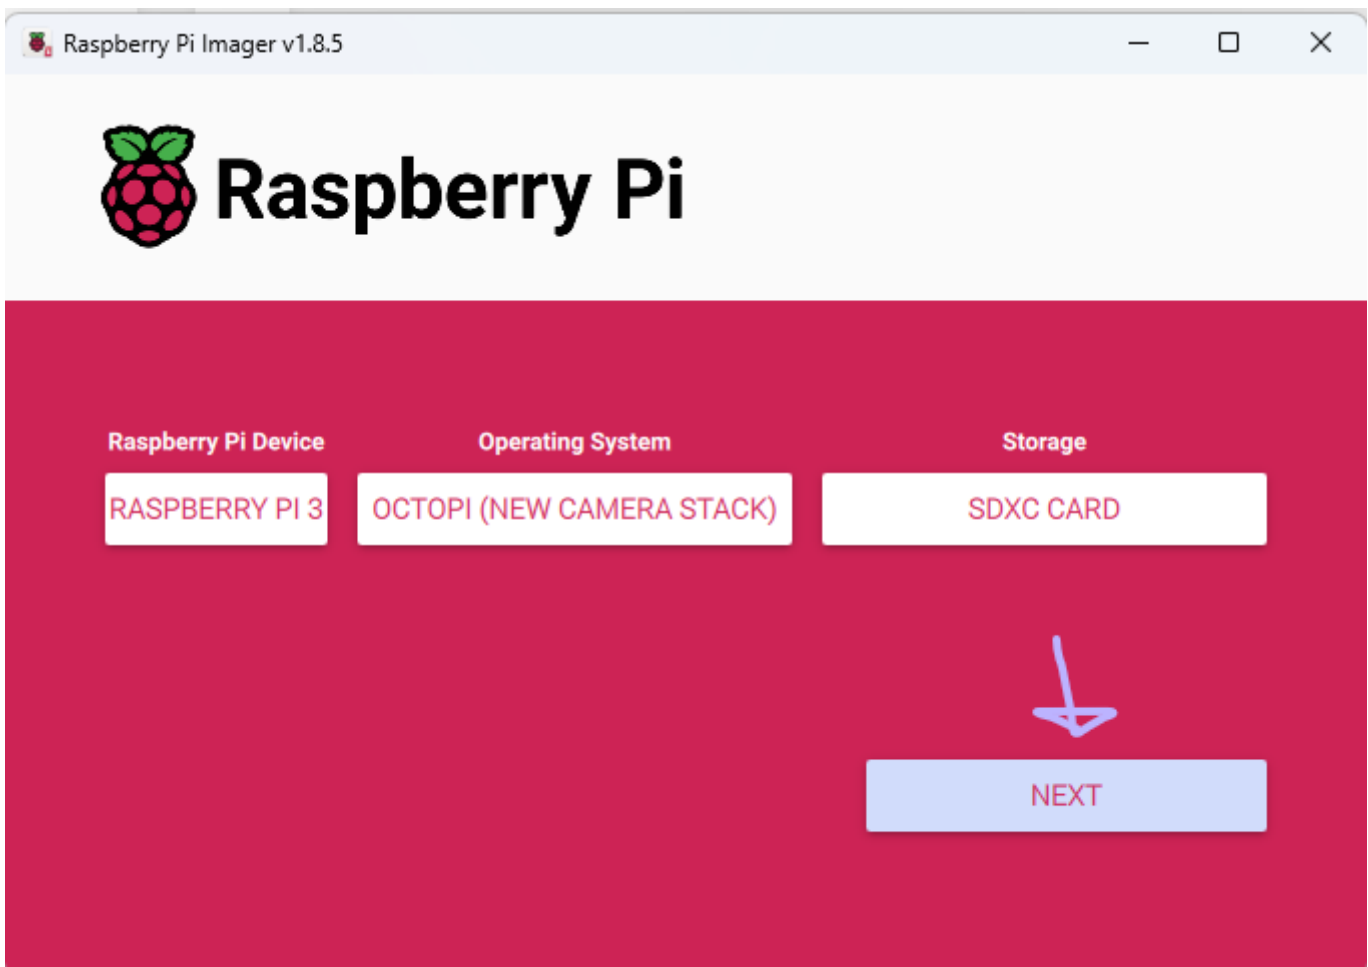 Raspberry Pi Imager v1.8.5
Raspberry Pi
Raspberry Pi Device
Operating System
Storage
RASPBERRY PI 3
OCTOPI (NEW CAMERA STACK)
SDXC CARD
NEXT